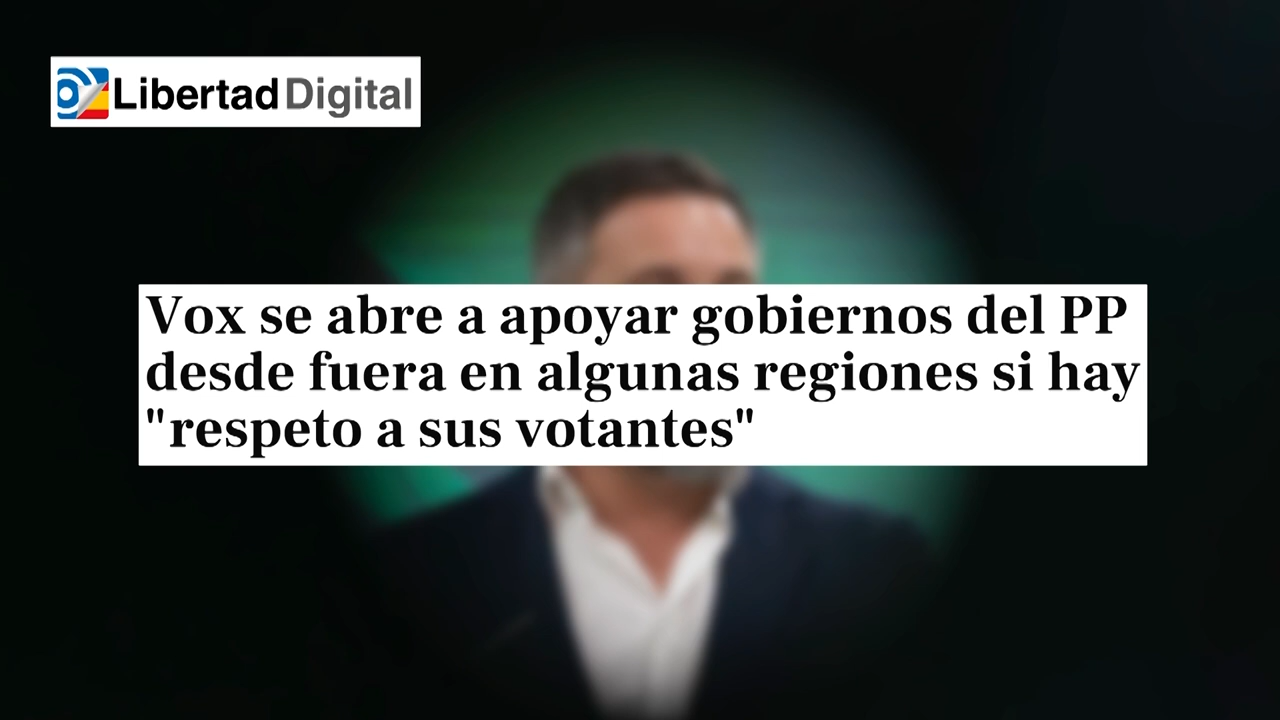 Libertad Digital
Vox se abre a apoyar gobiernos del PP
desde fuera en algunas regiones si hay
"respeto a sus votantes"